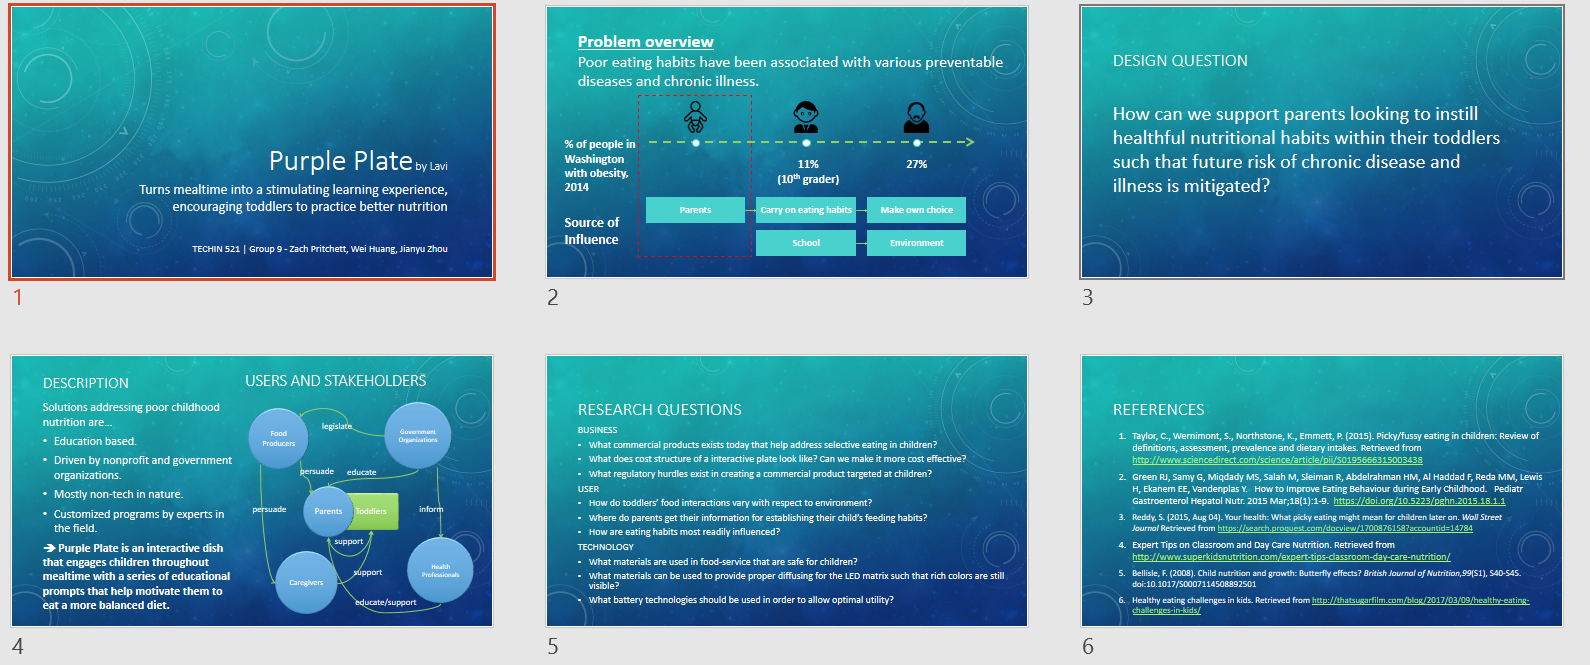 Purple Plate by Lavi
Turns mealtime into a stimulating learning experience,
encouraging toddlers to practice better nutrition
TECHIN 521 | Group 9 - Zach Pritchett, Wei Huang, Jianyu Zhou
1
Problem overview
Poor eating habits have been associated with various preventable
diseases and chronic illness.
% of people in
Washington
with obesity,
2014
11%
(10th grader)
27%
Source of
Influence
Parents
Carry on eating habits
Make own choice
School
Environment
2
DESIGN QUESTION
How can we support parents looking to instill
healthful nutritional habits within their toddlers
such that future risk of chronic disease and
illness is mitigated?
3
DESCRIPTION
Solutions addressing poor childhood
nutrition are...
• Education based.
• Driven by nonprofit and government
organizations.
• Mostly non-tech in nature.
• Customized programs by experts in
the field.
➔ Purple Plate is an interactive dish
that engages children throughout
mealtime with a series of educational
prompts that help motivate them to
eat a more balanced diet.
USERS AND STAKEHOLDERS
Food
Producers
legislate
Government
Organizations
persuade
educate
persuade
Parents
Toddlers
inform
support
Caregivers
support
Health
Professionals
educate/support
4
RESEARCH QUESTIONS
BUSINESS
• What commercial products exists today that help address selective eating in children?
• What does cost structure of a interactive plate look like? Can we make it more cost effective?
• What regulatory hurdles exist in creating a commercial product targeted at children?
USER
• How do toddlers' food interactions vary with respect to environment?
• Where do parents get their information for establishing their child's feeding habits?
• How are eating habits most readily influenced?
TECHNOLOGY
• What materials are used in food-service that are safe for children?
• What materials can be used to provide proper diffusing for the LED matrix such that rich colors are still
visible?
• What battery technologies should be used in order to allow optimal utility?
5
REFERENCES
1. Taylor, C., Wernimont, S., Northstone, K., Emmett, P. (2015). Picky/fussy eating in children: Review of
definitions, assessment, prevalence and dietary intakes. Retrieved from
http://www.sciencedirect.com/science/article/pii/S0195666315003438
2. Green RJ, Samy G, Miqdady MS, Salah M, Sleiman R, Abdelrahman HM, Al Haddad F, Reda MM, Lewis
H, Ekanem EE, Vandenplas Y. How to Improve Eating Behaviour during Early Childhood. Pediatr
Gastroenterol Hepatol Nutr. 2015 Mar;18(1):1-9. https://doi.org/10.5223/pghn.2015.18.1.1
3. Reddy, S. (2015, Aug 04). Your health: What picky eating might mean for children later on. Wall Street
Journal Retrieved from https://search.proquest.com/docview/1700876158?accountid=14784
4. Expert Tips on Classroom and Day Care Nutrition. Retrieved from
http://www.superkidsnutrition.com/expert-tips-classroom-day-care-nutrition/
5. Bellisle, F. (2008). Child nutrition and growth: Butterfly effects? British Journal of Nutrition,99(S1), S40-S45.
doi:10.1017/S0007114508892501
6. Healthy eating challenges in kids. Retrieved from http://thatsugarfilm.com/blog/2017/03/09/healthy-eating-
challenges-in-kids/
6